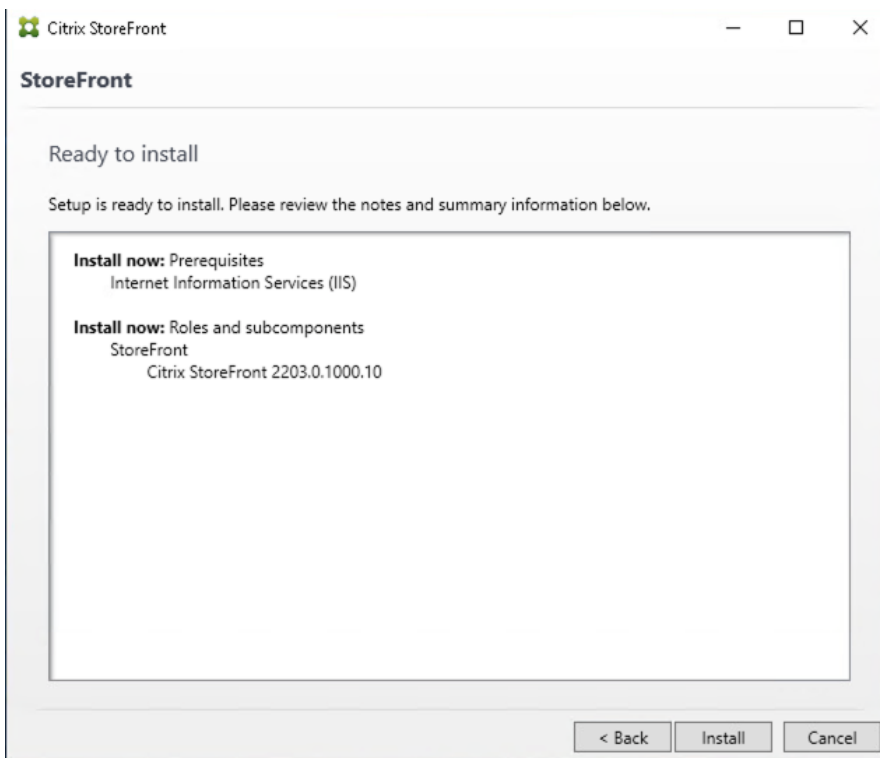 Citrix StoreFront
StoreFront
Ready to install
Setup is ready to install. Please review the notes and summary information below.
Install now: Prerequisites
Internet Information Services (IIS)
Install now: Roles and subcomponents
StoreFront
Citrix StoreFront 2203.0.1000.10
< Back Install Cancel